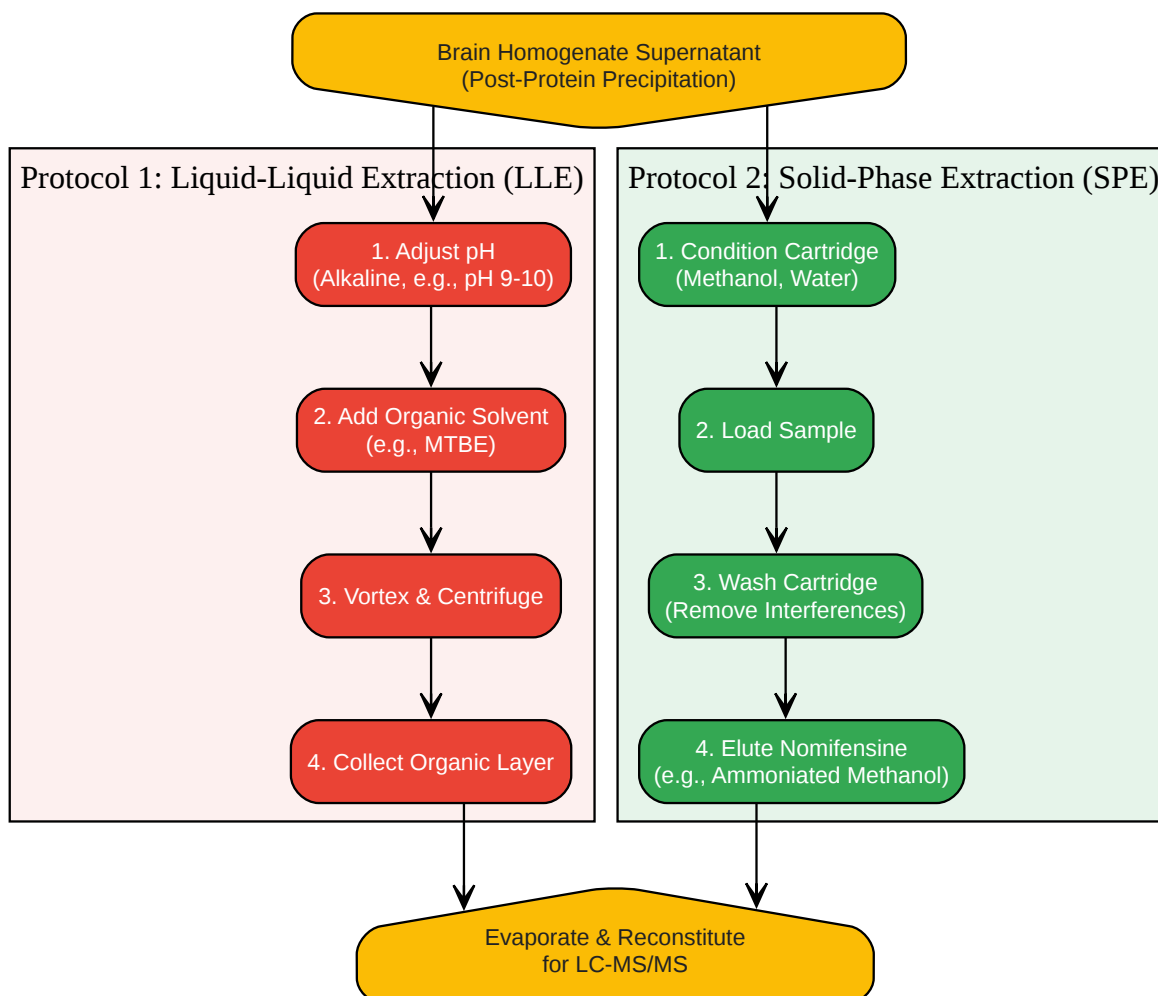 Brain Homogenate Supernatant
(Post-Protein Precipitation)
Protocol 1: Liquid-Liquid Extraction (LLE)
1. Adjust pH
(Alkaline, e.g., pH 9-10)
2. Add Organic Solvent
(e.g., MTBE)
3. Vortex & Centrifuge
4. Collect Organic Layer
Protocol 2: Solid-Phase Extraction (SPE)
1. Condition Cartridge
(Methanol, Water)
2. Load Sample
3. Wash Cartridge
(Remove Interferences)
4. Elute Nomifensine
(e.g., Ammoniated Methanol)
Evaporate & Reconstitute
for LC-MS/MS